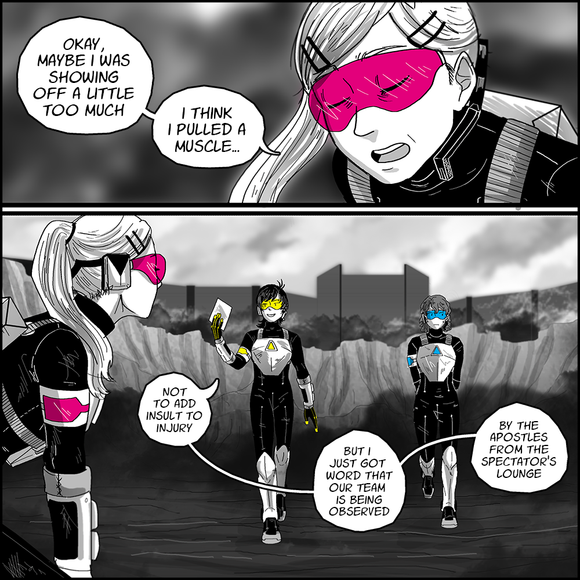 OKAY,
MAYBE I WAS
SHOWING
OFF A LITTLE
TOO MUCH
I THINK
I PULLED A
MUSCLE...
NOT
TO ADD
INSULT TO
INJURY
BUT I
JUST GOT
WORD THAT
OUR TEAM
IS BEING
OBSERVED
BY THE
APOSTLES
FROM THE
SPECTATOR'S
LOUNGE